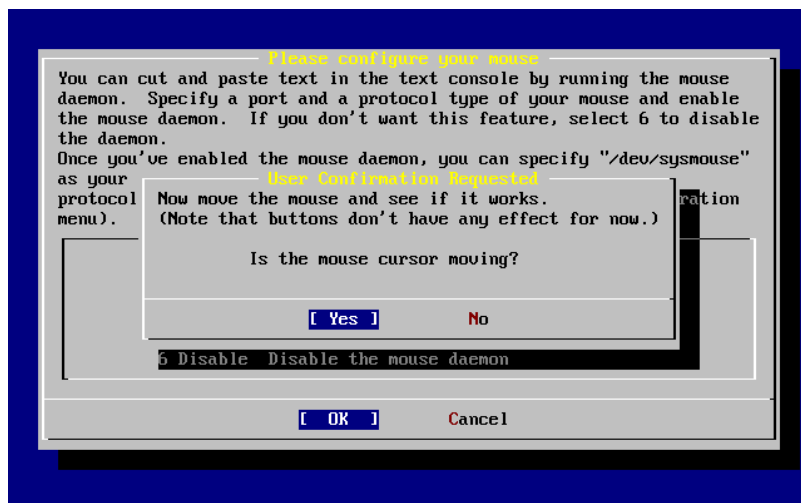 Please configure your mouse
You can cut and paste text in the text console by running the mouse
daemon.  Specify a port and a protocol type of your mouse and enable
the mouse daemon.  If you don't want this feature, select 6 to disable
the daemon.
Once you've enabled the mouse daemon, you can specify "/dev/sysmouse"
as your
User Confirmation Requested
protocol
ration
menu).
Now move the mouse and see if it works.
(Note that buttons don't have any effect for now.)
Is the mouse cursor moving?
[ Yes ]   No
6 Disable  Disable the mouse daemon
[  OK  ]   Cancel